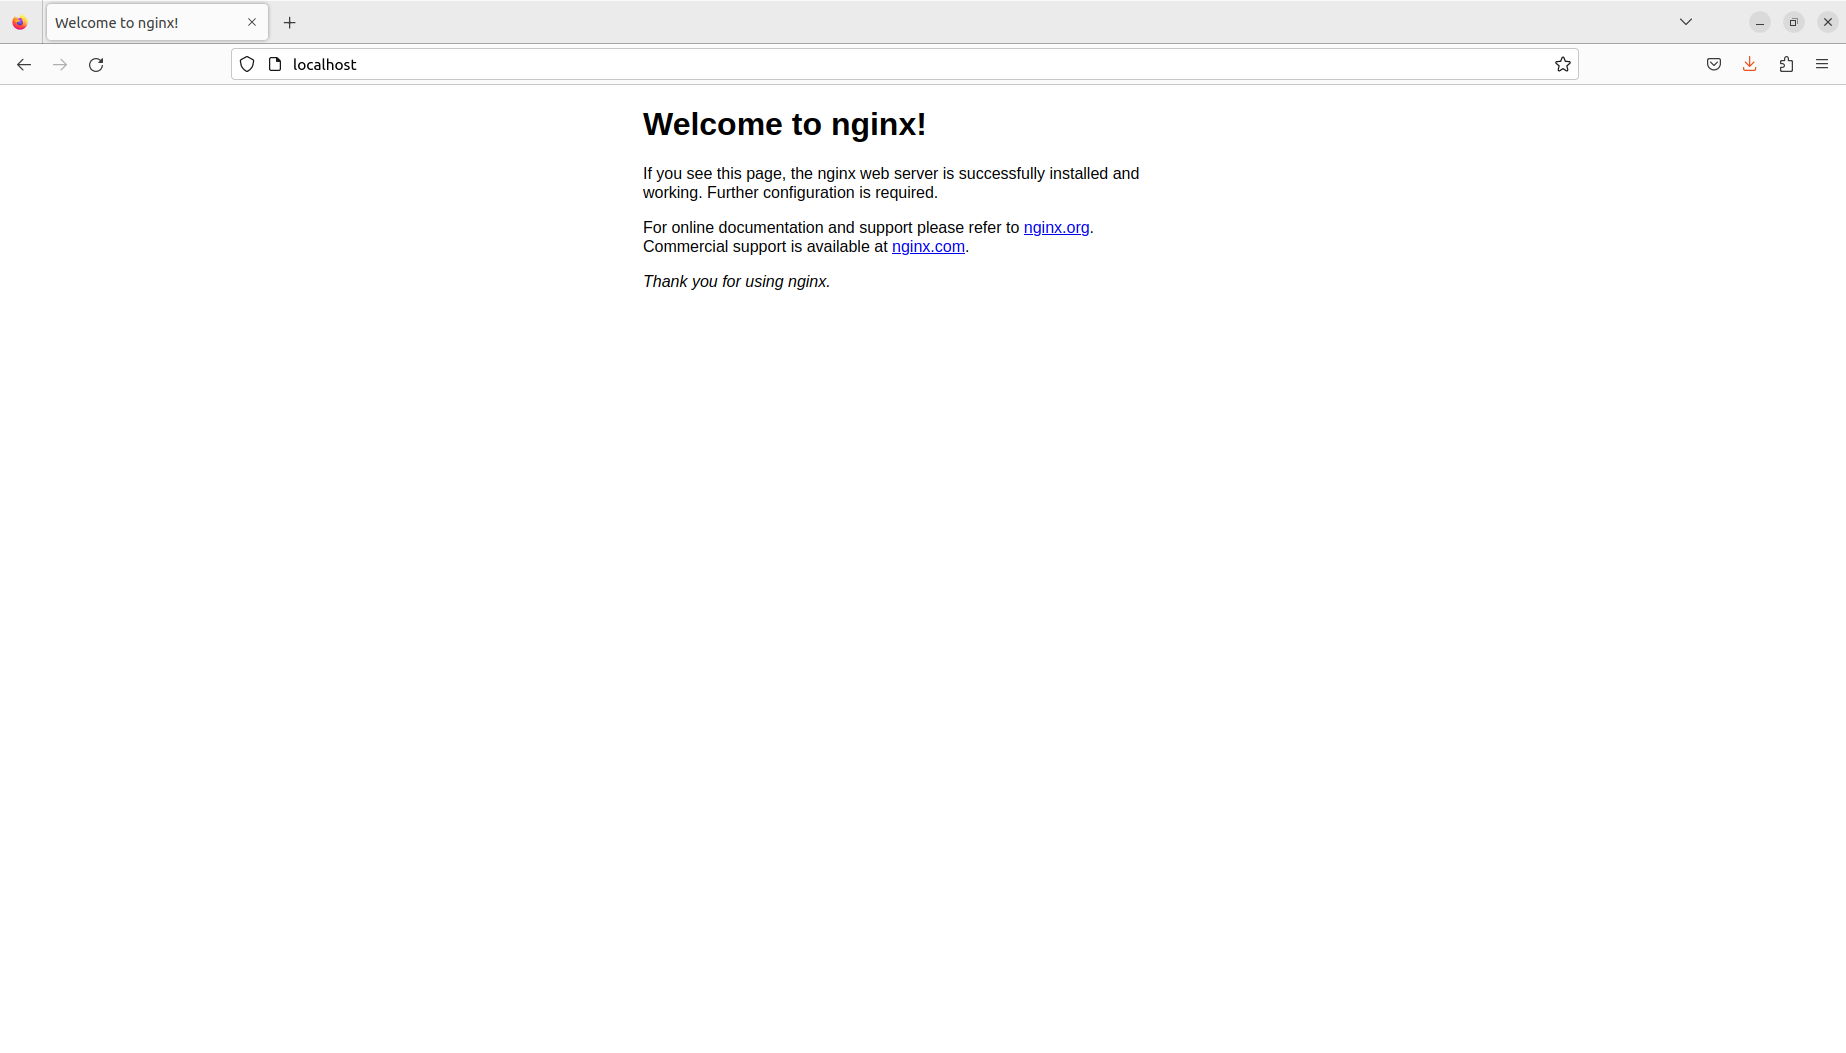 Welcome to nginx!
localhost
Welcome to nginx!
If you see this page, the nginx web server is successfully installed and
working. Further configuration is required.
For online documentation and support please refer to nginx.org.
Commercial support is available at nginx.com.
Thank you for using nginx.